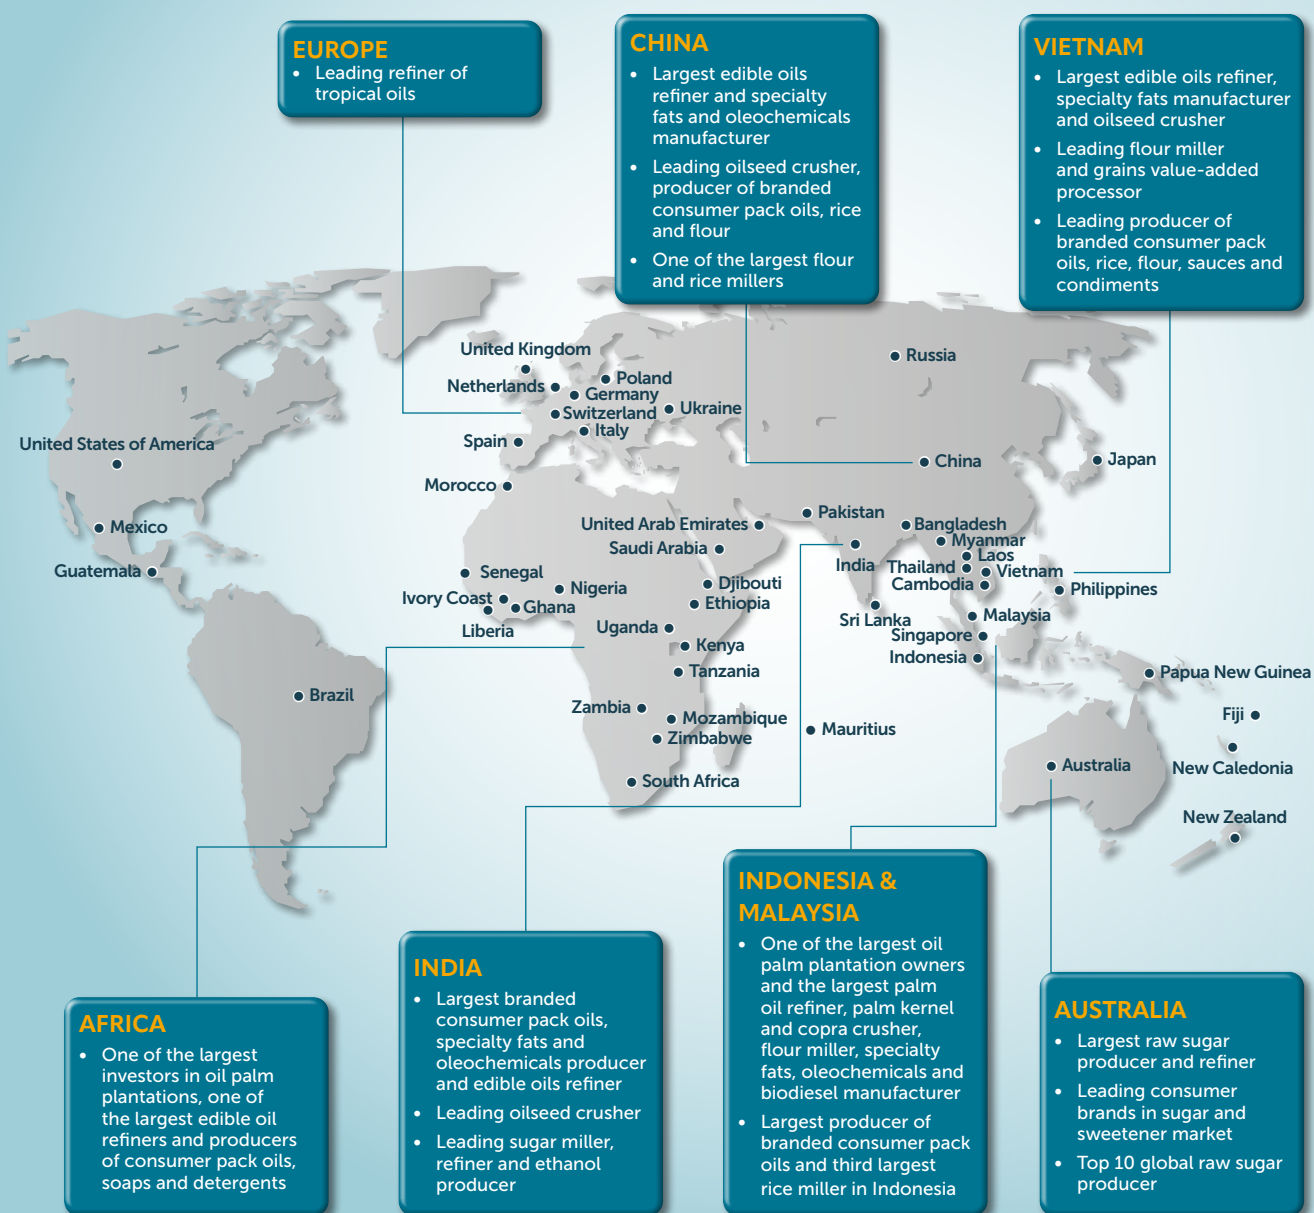 EUROPE
• Leading refiner of
tropical oils
CHINA
• Largest edible oils
refiner and specialty
fats and oleochemicals
manufacturer
• Leading oilseed crusher,
producer of branded
consumer pack oils, rice
and flour
• One of the largest flour
and rice millers
VIETNAM
• Largest edible oils refiner,
specialty fats manufacturer
and oilseed crusher
• Leading flour miller
and grains value-added
processor
• Leading producer of
branded consumer pack
oils, rice, flour, sauces and
condiments
United Kingdom
Netherlands
Poland
Germany
Switzerland
Ukraine
Italy
Spain
Russia
United States of America
China
Japan
Morocco
Mexico
Guatemala
United Arab Emirates
Saudi Arabia
Pakistan
Bangladesh
Myanmar
India
Laos
Thailand
Vietnam
Cambodia
Philippines
Senegal
Nigeria
Ivory Coast
Ghana
Liberia
Djibouti
Ethiopia
Uganda
Kenya
Tanzania
Sri Lanka
Malaysia
Singapore
Indonesia
Papua New Guinea
Brazil
Zambia
Mozambique
Zimbabwe
Mauritius
South Africa
Fiji
Australia
New Caledonia
New Zealand
AFRICA
• One of the largest
investors in oil palm
plantations, one of
the largest edible oil
refiners and producers
of consumer pack oils,
soaps and detergents
INDIA
• Largest branded
consumer pack oils,
specialty fats and
oleochemicals producer
and edible oils refiner
• Leading oilseed crusher
• Leading sugar miller,
refiner and ethanol
producer
INDONESIA &
MALAYSIA
• One of the largest oil
palm plantation owners
and the largest palm
oil refiner, palm kernel
and copra crusher,
flour miller, specialty
fats, oleochemicals and
biodiesel manufacturer
• Largest producer of
branded consumer pack
oils and third largest
rice miller in Indonesia
AUSTRALIA
• Largest raw sugar
producer and refiner
• Leading consumer
brands in sugar and
sweetener market
• Top 10 global raw sugar
producer